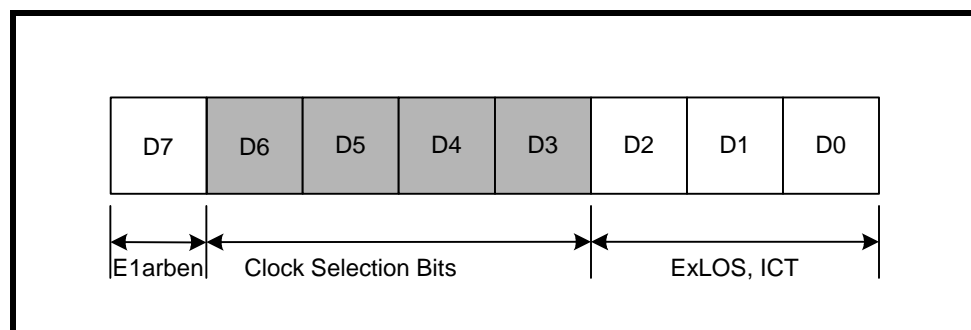 D7 D6 D5 D4 D3 D2 D1 D0
E1arben Clock Selection Bits ExLOS, ICT